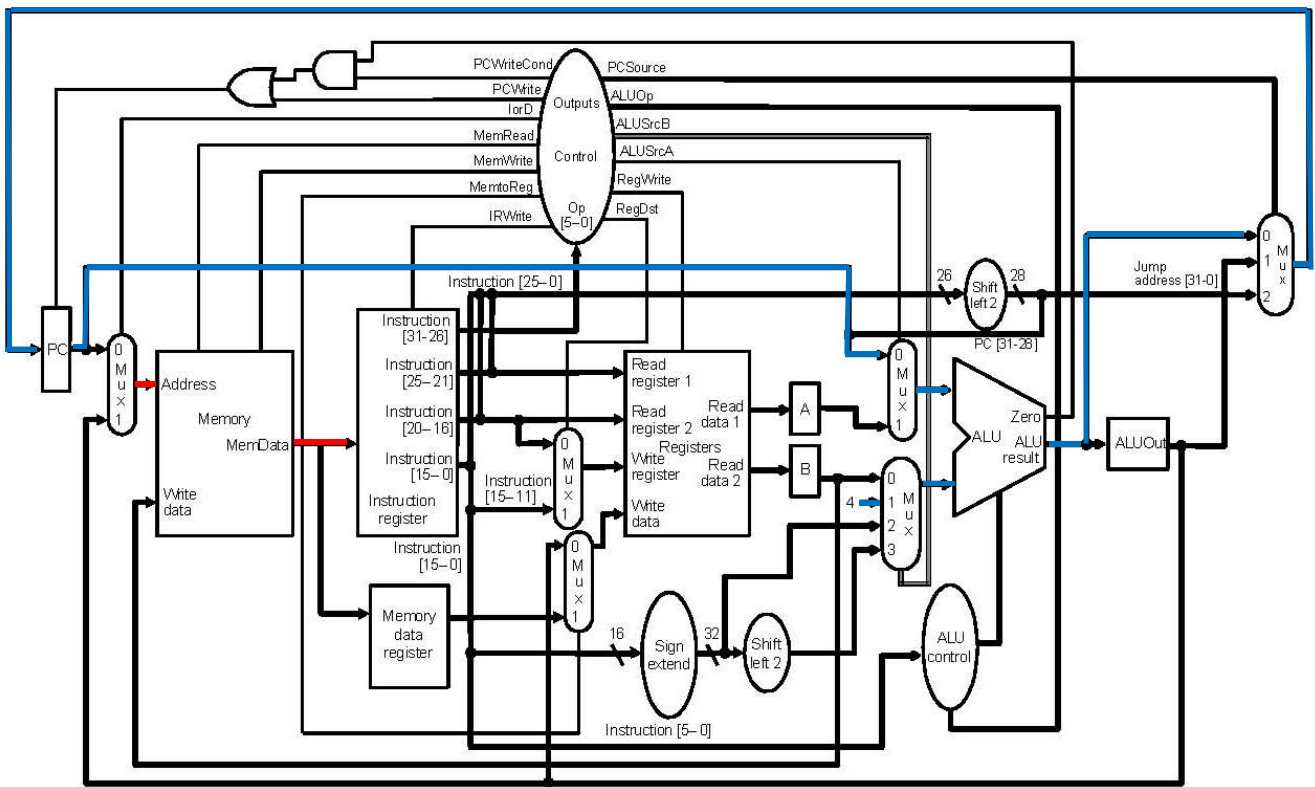 PCWriteCond
PCSource
PCWrite
ALUOp
Outputs
IorD
ALUSrcB
MemRead
ALUSrcA
Control
MemWrite
RegWrite
MemtoReg
RegDst
Op
[5–0]
IRWrite
0
1
2
M
u
x
Instruction [25–0]
26
28
Shift
left 2
Jump
address [31-0]
PC [31-28]
PC
0
M
u
x
1
Address
Memory
MemData
Write
data
Instruction
[31-26]
Instruction
[25–21]
Instruction
[20–16]
Instruction
[15–0]
Instruction
register
Instruction
[15–11]
Instruction
[15–0]
0
M
u
x
1
Read
register 1
Read
register 2
Registers
Write
register
Write
data
Read
data 1
Read
data 2
A
B
0
M
u
x
1
4
0
1
2
3
M
u
x
Zero
ALU
ALU
result
ALUOut
0
M
u
x
1
Memory
data
register
16
Sign
extend
32
Shift
left 2
ALU
control
Instruction [5–0]